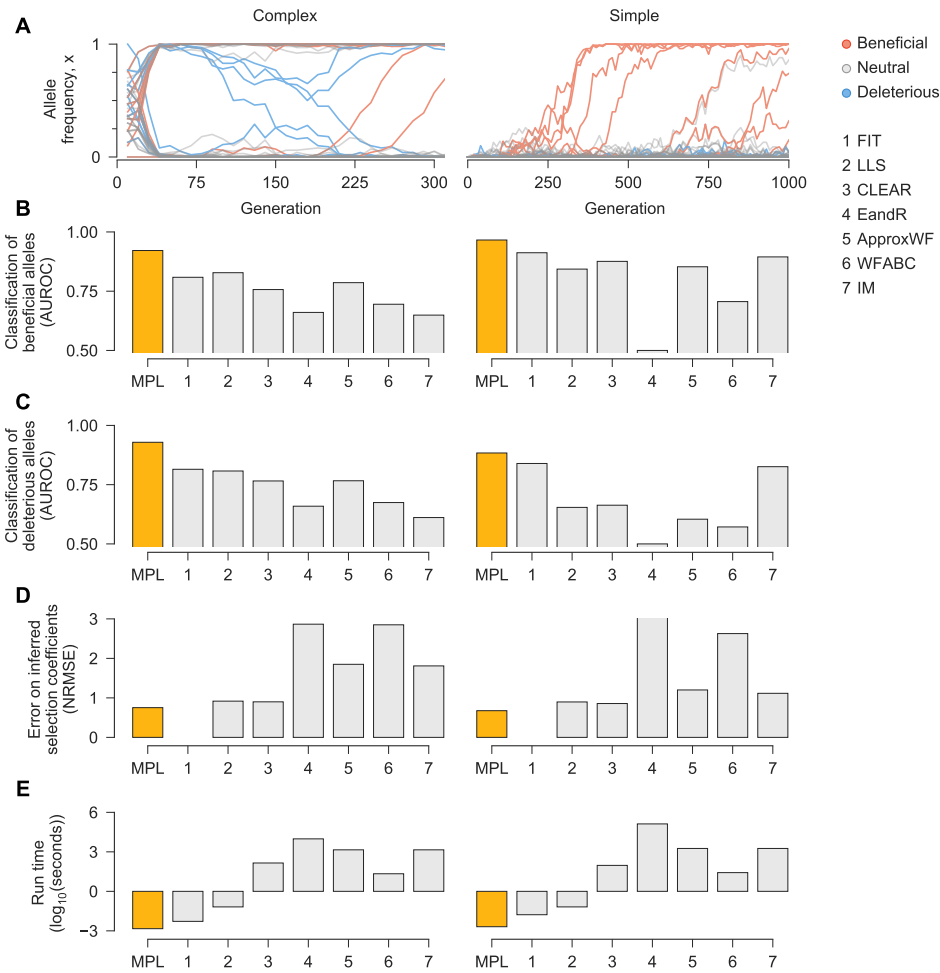 A
Complex
Simple
Allele
frequency, x
1
0
0 75 150 225 300
0 250 500 750 1000
Generation
Generation
Beneficial
Neutral
Deleterious
1 FIT
2 LLS
3 CLEAR
4 EandR
5 ApproxWF
6 WFABC
7 IM
B
Classification of
beneficial alleles
(AUROC)
1.00
0.75
0.50
MPL 1 2 3 4 5 6 7
MPL 1 2 3 4 5 6 7
C
Classification of
deleterious alleles
(AUROC)
1.00
0.75
0.50
MPL 1 2 3 4 5 6 7
MPL 1 2 3 4 5 6 7
D
Error on inferred
selection coefficients
(NRMSE)
3
2
1
0
MPL 1 2 3 4 5 6 7
MPL 1 2 3 4 5 6 7
E
Run time
(log10(seconds))
6
3
0
−3
MPL 1 2 3 4 5 6 7
MPL 1 2 3 4 5 6 7